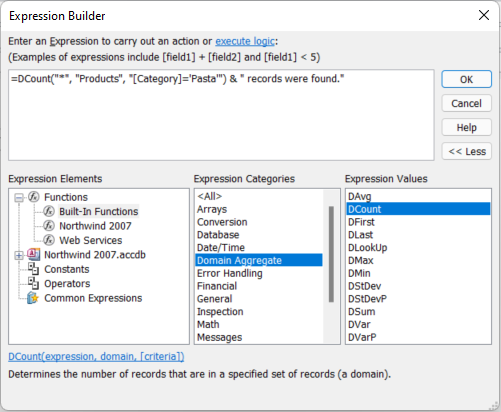 Expression Builder
Enter an Expression to carry out an action or execute logic:
(Examples of expressions include [field1] + [field2] and [field1] < 5)
=DCount("*", "Products", "[Category]='Pasta'") & " records were found."
OK
Cancel
Help
<< Less
Expression Elements
Functions
Built-In Functions
Northwind 2007
Web Services
Northwind 2007.accdb
Constants
Operators
Common Expressions
Expression Categories
<All>
Arrays
Conversion
Database
Date/Time
Domain Aggregate
Error Handling
Financial
General
Inspection
Math
Messages
Expression Values
DAvg
DCount
DFirst
DLast
DLookUp
DMax
DMin
DStDev
DStDevP
DSum
DVar
DVarP
DCount(expression, domain, [criteria])
Determines the number of records that are in a specified set of records (a domain).